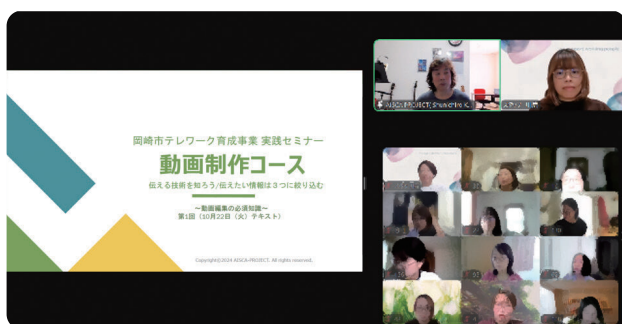 岡崎市テレワーク育成事業 実践セミナー
動画制作コース
伝える技術を知ろう/伝えたい情報は3つに絞り込む
～動画編集の必須知識～
第1回（10月22日（火）テキスト）
Copyright©2024 AISCA-PROJECT. All rights reserved.
AISCA PROJECT( Shunichiro K.